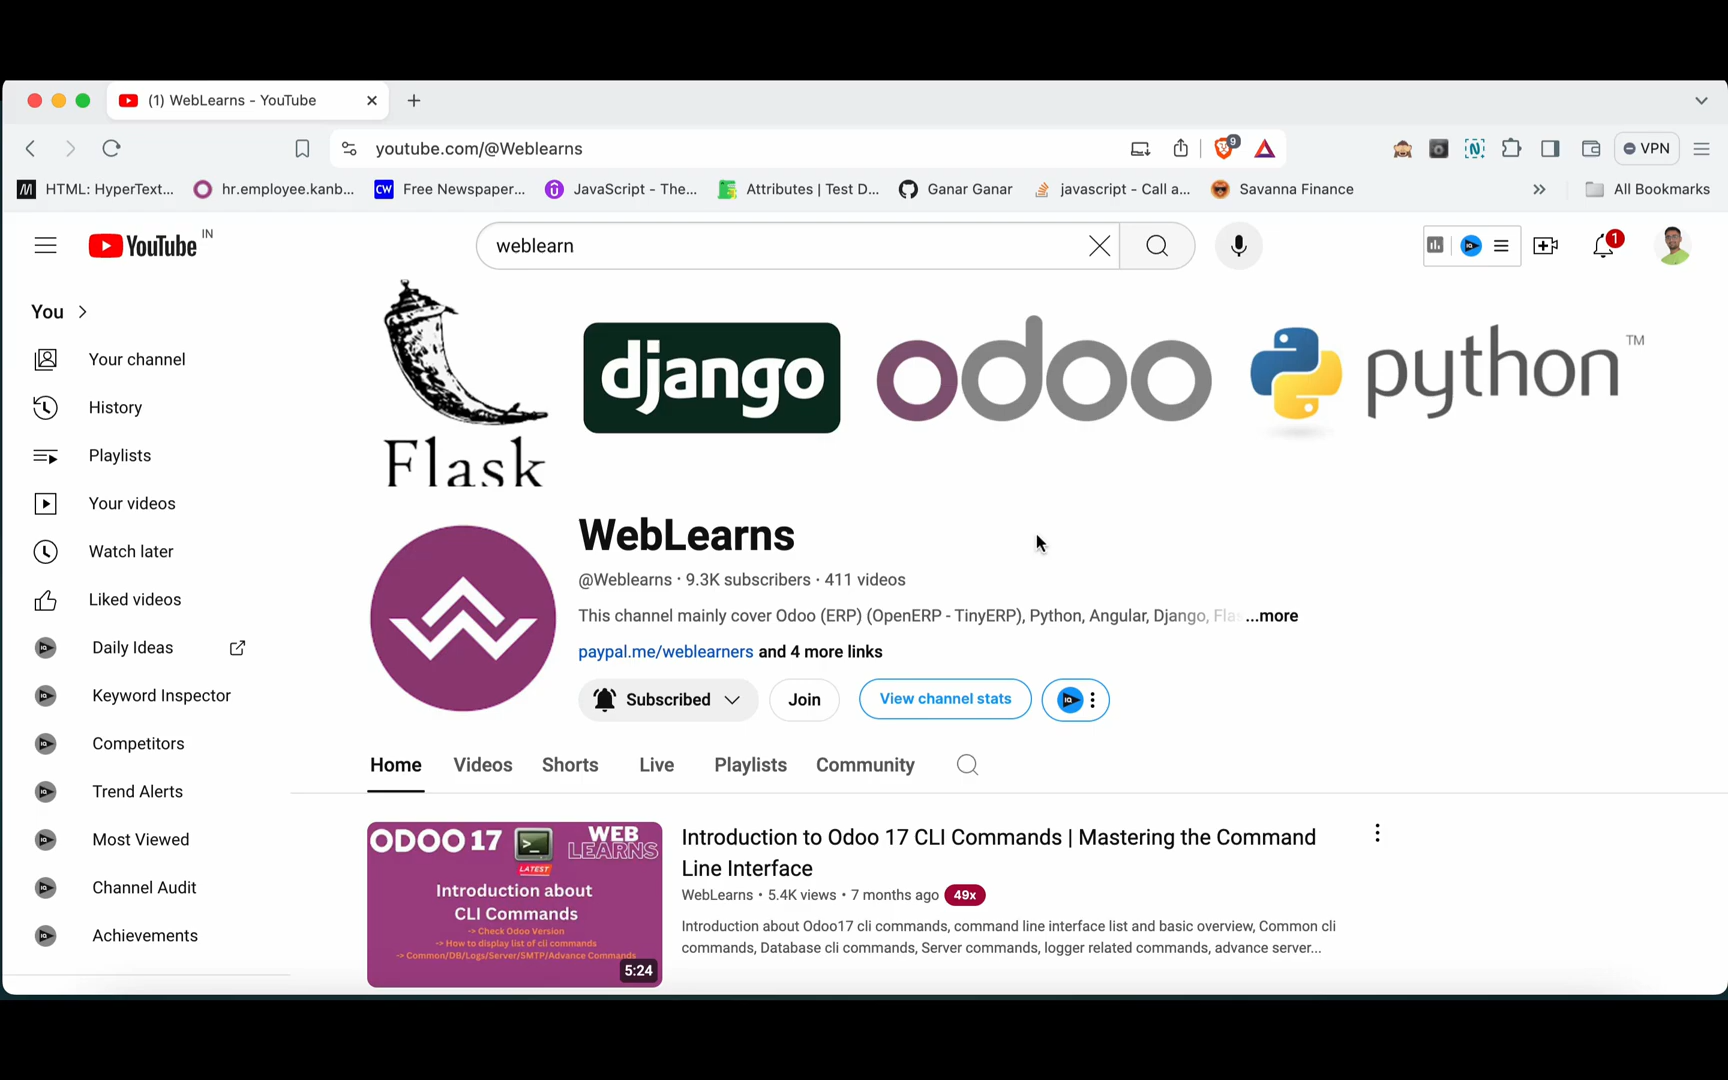 (1) WebLearns - YouTube
youtube.com/@Weblearns
9
VPN
HTML: HyperText...
hr.employee.kanb...
CW
Free Newspaper...
JavaScript - The...
Attributes | Test D...
Ganar Ganar
javascript - Call a...
Savanna Finance
All Bookmarks
YouTube IN
weblearn
1
You
Your channel
History
Playlists
Your videos
Watch later
Liked videos
Daily Ideas
Keyword Inspector
Competitors
Trend Alerts
Most Viewed
Channel Audit
Achievements
Flask
django
odoo
python TM
WebLearns
@Weblearns · 9.3K subscribers · 411 videos
This channel mainly cover Odoo (ERP) (OpenERP - TinyERP), Python, Angular, Django, Flas ...more
paypal.me/weblearners and 4 more links
Subscribed
Join
View channel stats
Home
Videos
Shorts
Live
Playlists
Community
ODOO 17
WEB
LEARNS
LATEST
Introduction about
CLI Commands
-> Check Odoo Version
-> How to display list of cli commands
-> Common/DB/Logs/Server/SMTP/Advance Commands
5:24
Introduction to Odoo 17 CLI Commands | Mastering the Command
Line Interface
WebLearns · 5.4K views · 7 months ago 49x
Introduction about Odoo17 cli commands, command line interface list and basic overview, Common cli
commands, Database cli commands, Server commands, logger related commands, advance server...